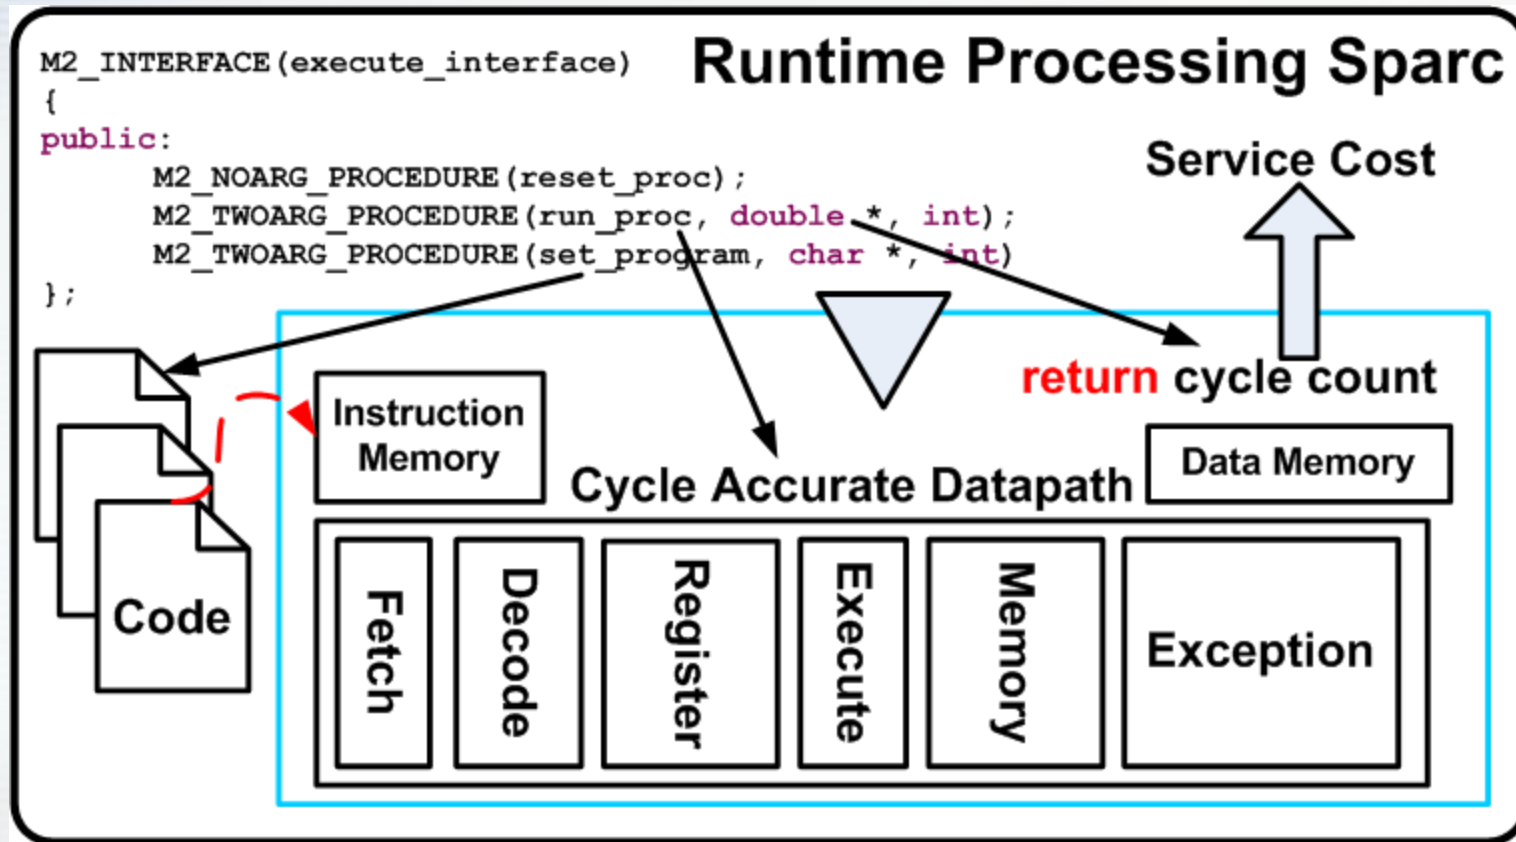 Runtime Processing Sparc
M2_INTERFACE(execute_interface)
{
public:
M2_NOARG_PROCEDURE(reset_proc);
M2_TWOARG_PROCEDURE(run_proc, double *, int);
M2_TWOARG_PROCEDURE(set_program, char *, int)
};
Service Cost
return cycle count
Instruction
Memory
Cycle Accurate Datapath
Data Memory
Code
Fetch
Decode
Register
Execute
Memory
Exception